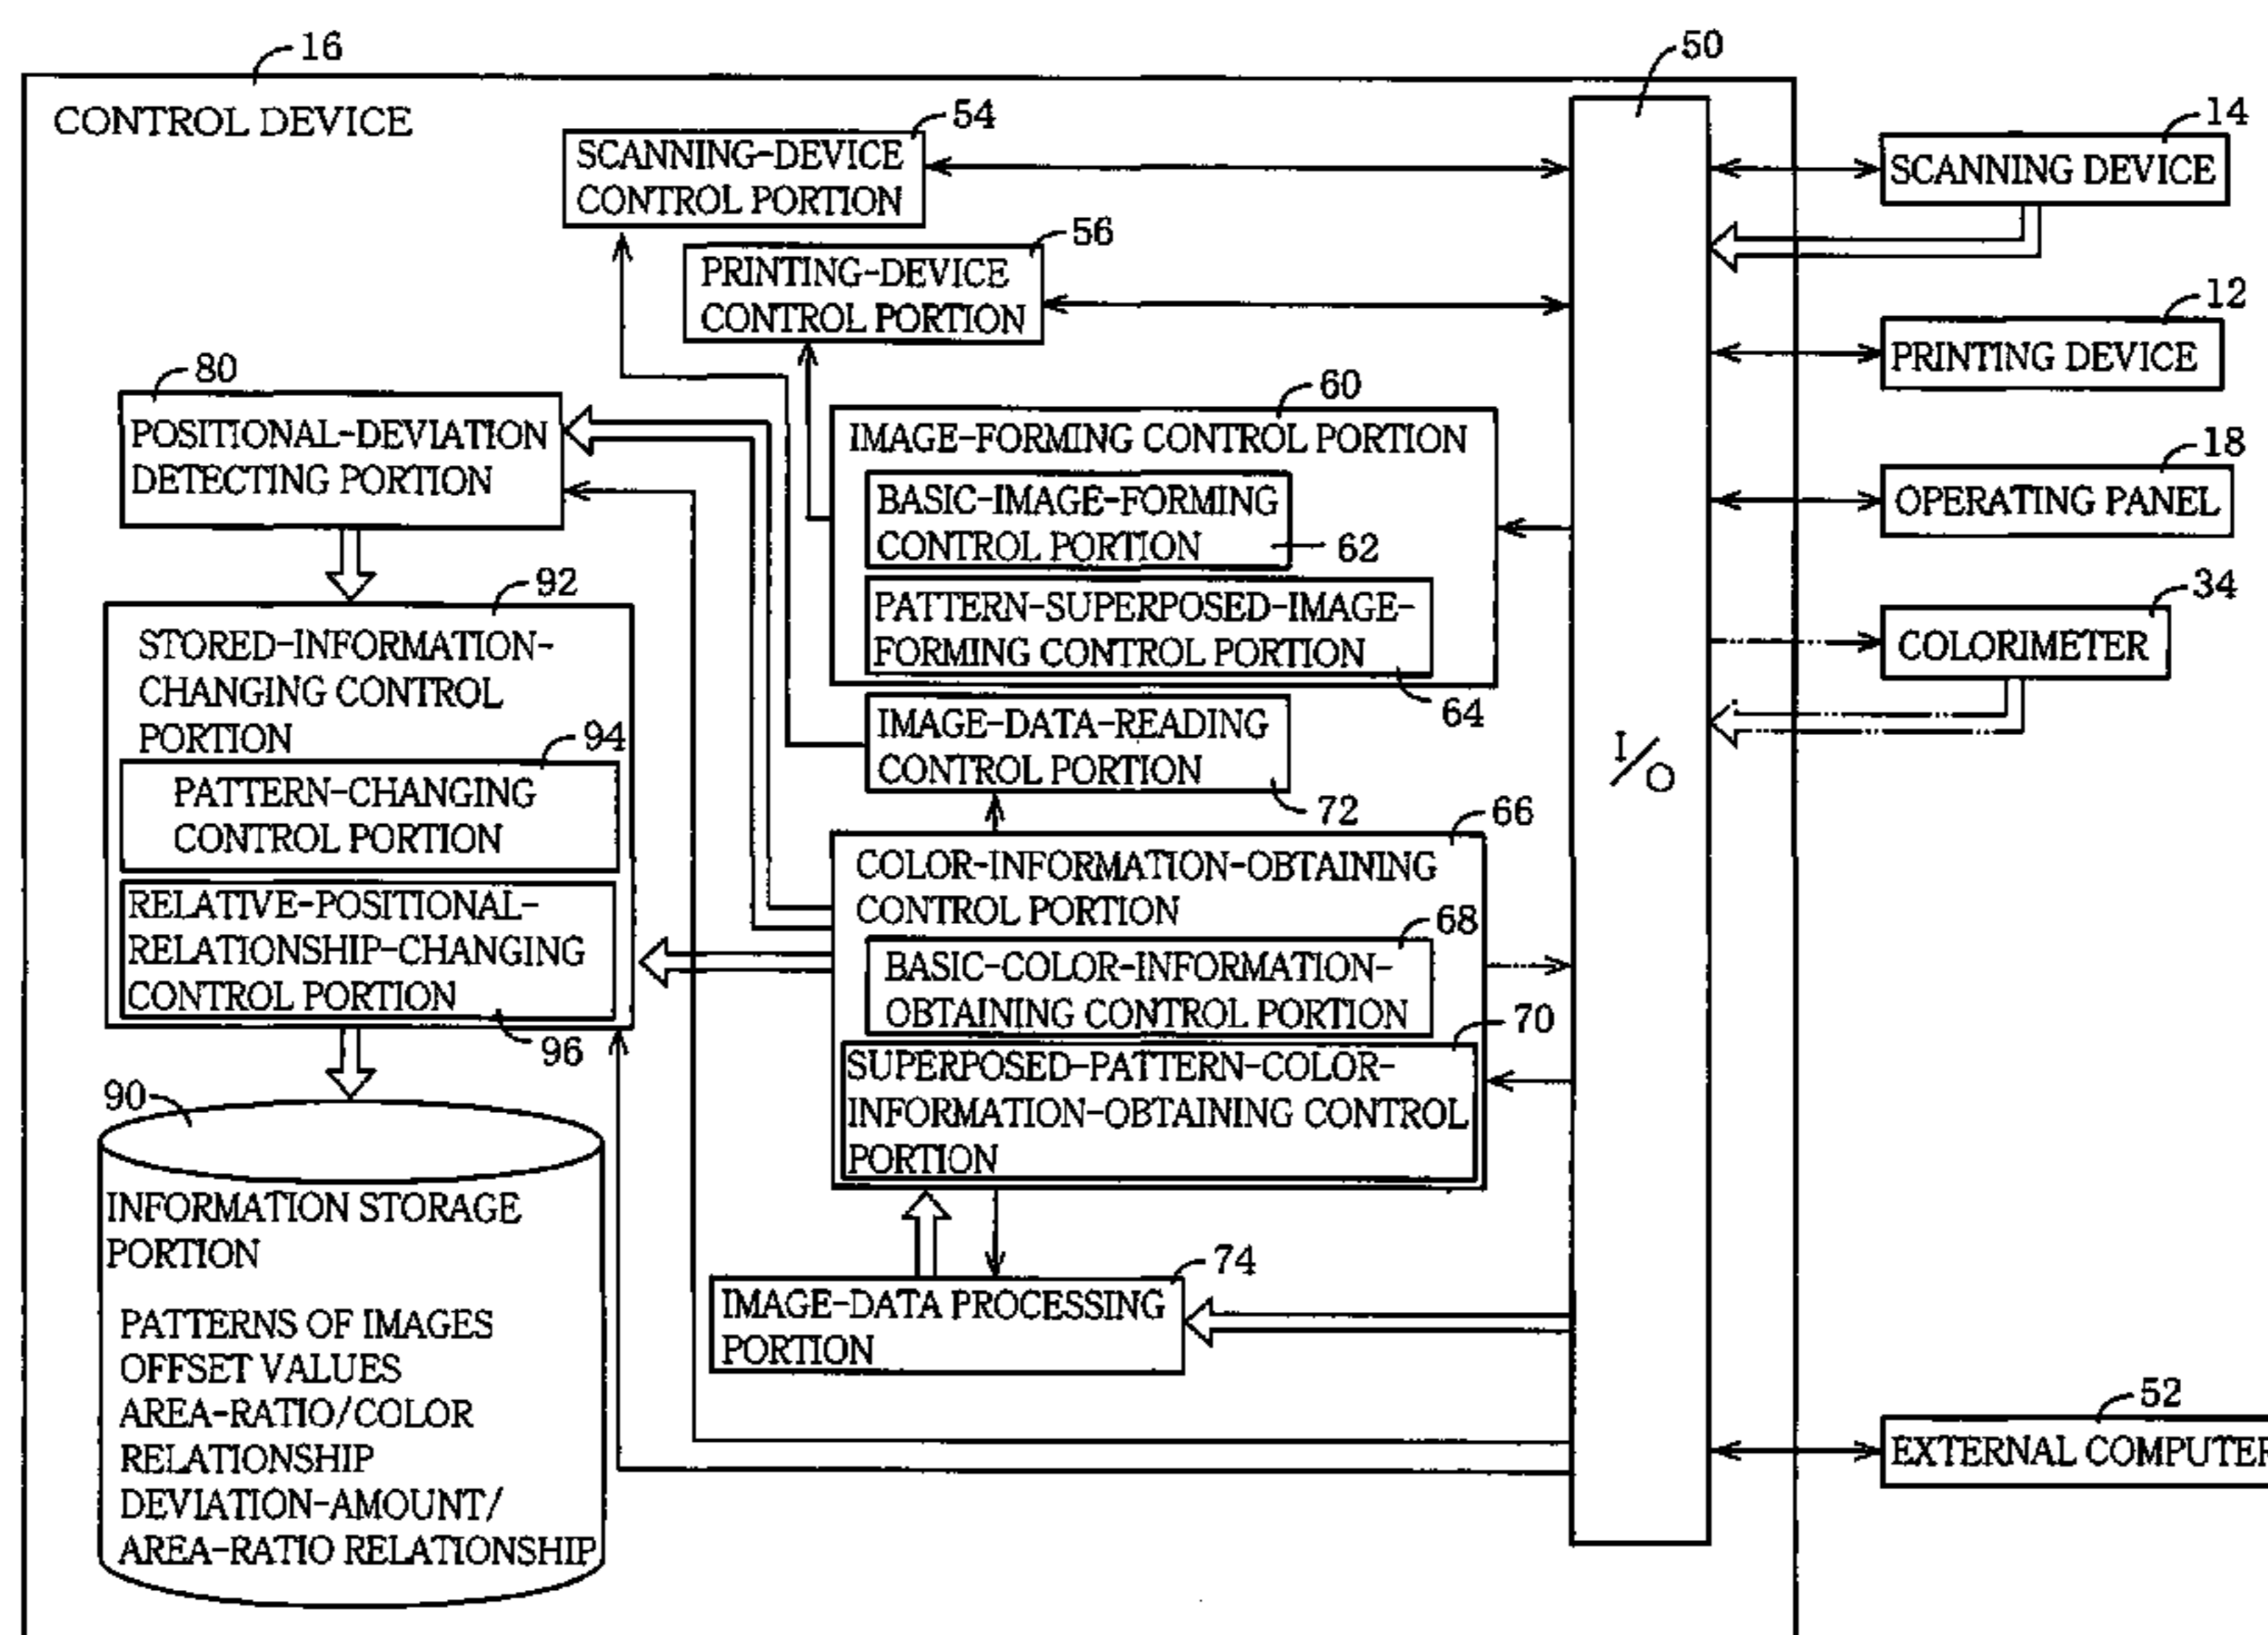 16
CONTROL DEVICE
50
54
SCANNING-DEVICE
CONTROL PORTION
56
PRINTING-DEVICE
CONTROL PORTION
14
SCANNING DEVICE
12
PRINTING DEVICE
18
OPERATING PANEL
34
COLORIMETER
52
EXTERNAL COMPUTER
I/O
80
POSITIONAL-DEVIATION
DETECTING PORTION
60
IMAGE-FORMING CONTROL PORTION
BASIC-IMAGE-FORMING
CONTROL PORTION
62
PATTERN-SUPERPOSED-IMAGE-
FORMING CONTROL PORTION
64
IMAGE-DATA-READING
CONTROL PORTION
72
92
STORED-INFORMATION-
CHANGING CONTROL
PORTION
94
PATTERN-CHANGING
CONTROL PORTION
RELATIVE-POSITIONAL-
RELATIONSHIP-CHANGING
CONTROL PORTION
96
66
COLOR-INFORMATION-OBTAINING
CONTROL PORTION
68
BASIC-COLOR-INFORMATION-
OBTAINING CONTROL PORTION
70
SUPERPOSED-PATTERN-COLOR-
INFORMATION-OBTAINING CONTROL
PORTION
74
IMAGE-DATA PROCESSING
PORTION
90
INFORMATION STORAGE
PORTION
PATTERNS OF IMAGES
OFFSET VALUES
AREA-RATIO/COLOR
RELATIONSHIP
DEVIATION-AMOUNT/
AREA-RATIO RELATIONSHIP